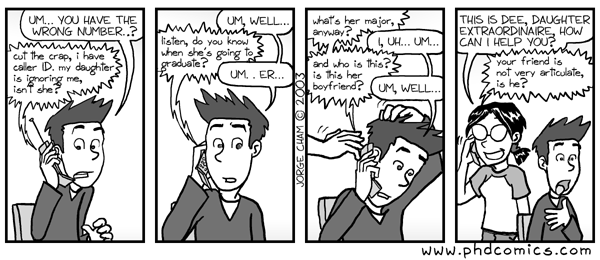 UM... YOU HAVE THE
WRONG NUMBER..?
cut the crap, i have
caller ID. my daughter
is ignoring me,
isn't she?
UM, WELL...
listen, do you know
when she's going to
graduate?
UM. . ER...
what's her major,
anyway?
I, UH... UM...
and who is this?
is this her
boyfriend?
UM, WELL...
THIS IS DEE, DAUGHTER
EXTRAORDINAIRE, HOW
CAN I HELP YOU?
your friend is
not very articulate,
is he?
JORGE CHAM © 2003
www.phdcomics.com